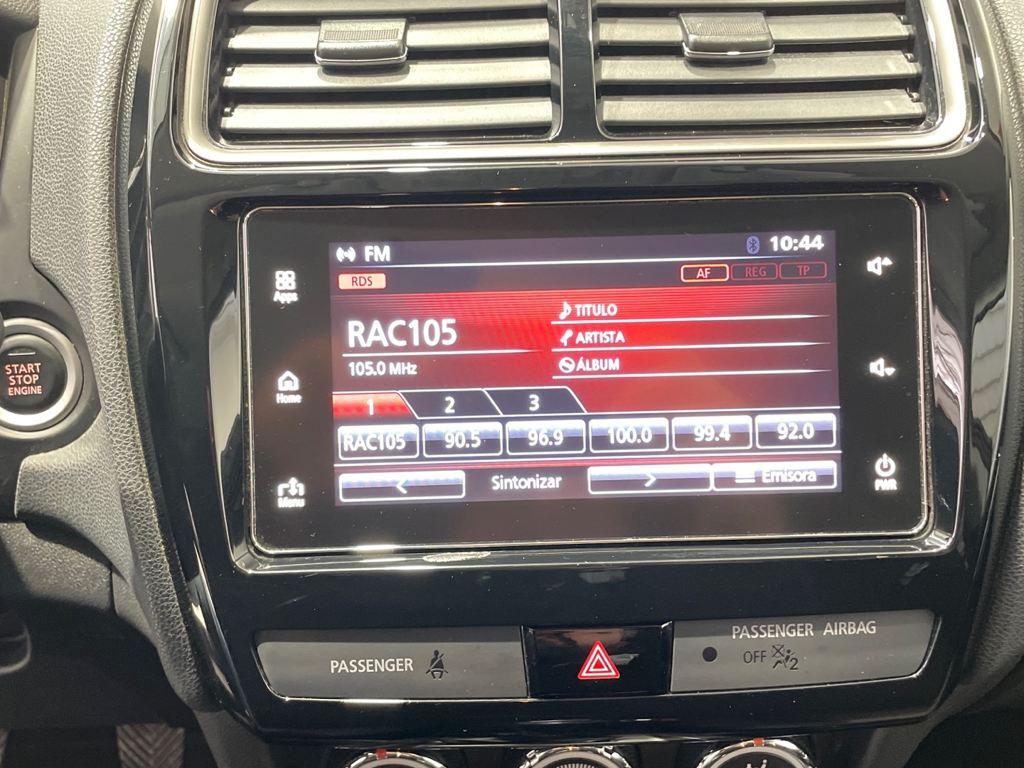 FM 10:44
RDS AF REG TP
Apps
RAC105
105.0 MHz
TITULO
ARTISTA
ÁLBUM
START
STOP
ENGINE
Home
1 2 3
RAC105 90.5 96.9 100.0 99.4 92.0
< Sintonizar > Emisora
Menu
PWR
PASSENGER
PASSENGER AIRBAG
OFF 2